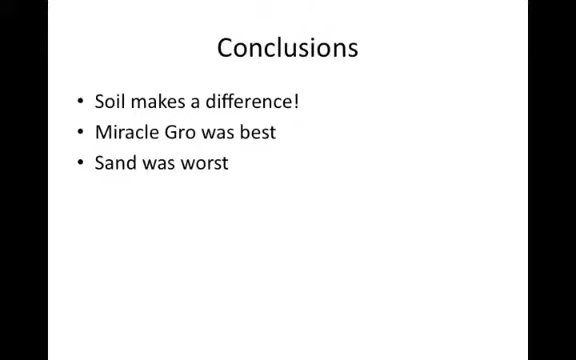 Conclusions
• Soil makes a difference!
• Miracle Gro was best
• Sand was worst